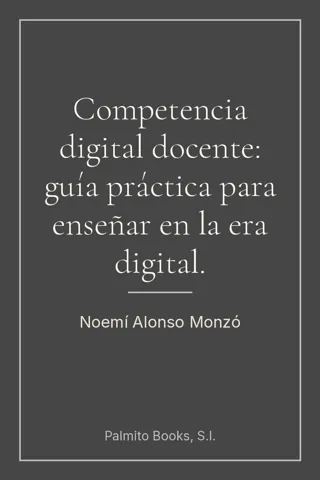 Competencia
digital docente:
guía práctica para
enseñar en la era
digital.
Noemí Alonso Monzó
Palmito Books, S.l.